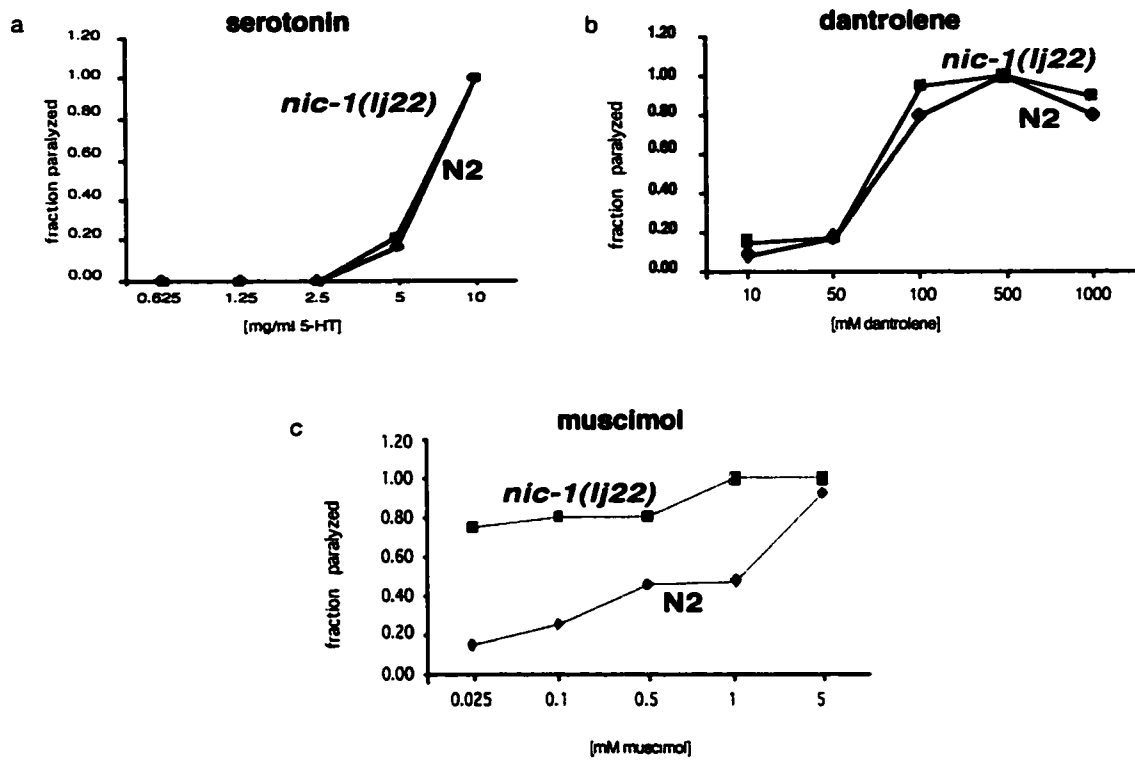 a
serotonin
fraction paralyzed
1.20
1.00
0.80
0.60
0.40
0.20
0.00
nic-1(lj22)
N2
0.625 1.25 2.5 5 10
[mg/ml 5-HT]
b
dantrolene
fraction paralyzed
1.20
1.00
0.80
0.60
0.40
0.20
0.00
nic-1(lj22)
N2
10 50 100 500 1000
[mM dantrolene]
c
muscimol
fraction paralyzed
1.20
1.00
0.80
0.60
0.40
0.20
0.00
nic-1(lj22)
N2
0.025 0.1 0.5 1 5
[mM muscimol]